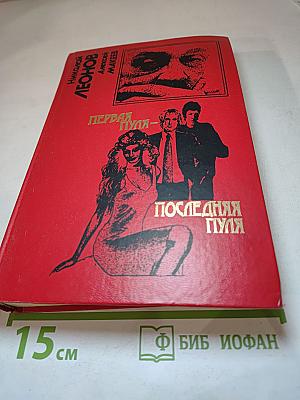 НИКОЛАЙ
ЛЕОНОВ
АЛЕКСЕЙ
МАКЕЕВ
ПЕРВАЯ ПУЛЯ –
ПОСЛЕДНЯЯ
ПУЛЯ
15 см
Ф БИБ ИОФАН